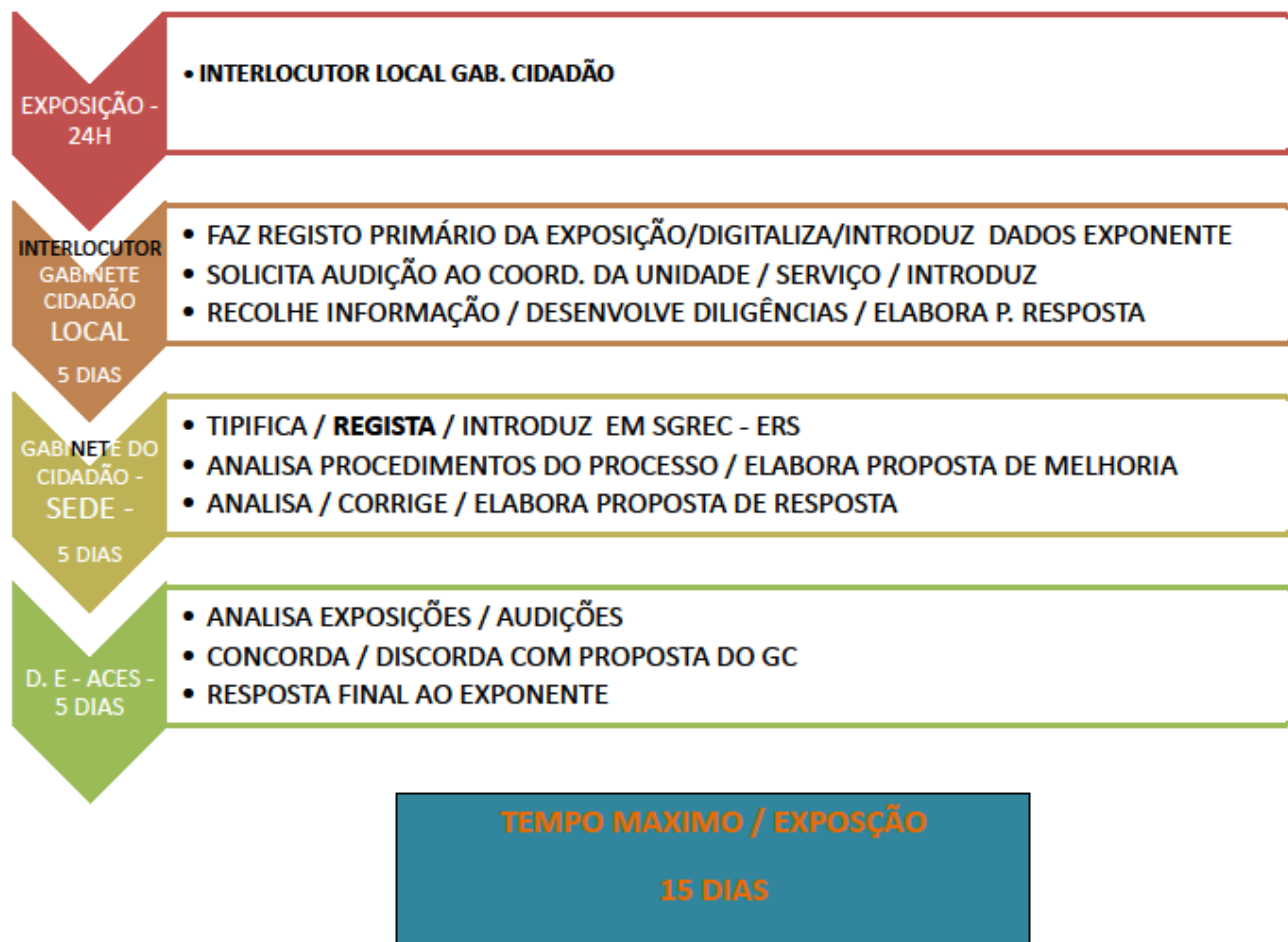 EXPOSIÇÃO -
24H
• INTERLOCUTOR LOCAL GAB. CIDADÃO
INTERLOCUTOR
GABINETE
CIDADÃO
LOCAL
5 DIAS
• FAZ REGISTO PRIMÁRIO DA EXPOSIÇÃO/DIGITALIZA/INTRODUZ DADOS EXPONENTE
• SOLICITA AUDIÇÃO AO COORD. DA UNIDADE / SERVIÇO / INTRODUZ
• RECOLHE INFORMAÇÃO / DESENVOLVE DILIGÊNCIAS / ELABORA P. RESPOSTA
GABINETE DO
CIDADÃO -
SEDE -
5 DIAS
• TIPIFICA / REGISTA / INTRODUZ EM SGREC - ERS
• ANALISA PROCEDIMENTOS DO PROCESSO / ELABORA PROPOSTA DE MELHORIA
• ANALISA / CORRIGE / ELABORA PROPOSTA DE RESPOSTA
D. E - ACES -
5 DIAS
• ANALISA EXPOSIÇÕES / AUDIÇÕES
• CONCORDA / DISCORDA COM PROPOSTA DO GC
• RESPOSTA FINAL AO EXPONENTE
TEMPO MAXIMO / EXPOSÇÃO
15 DIAS